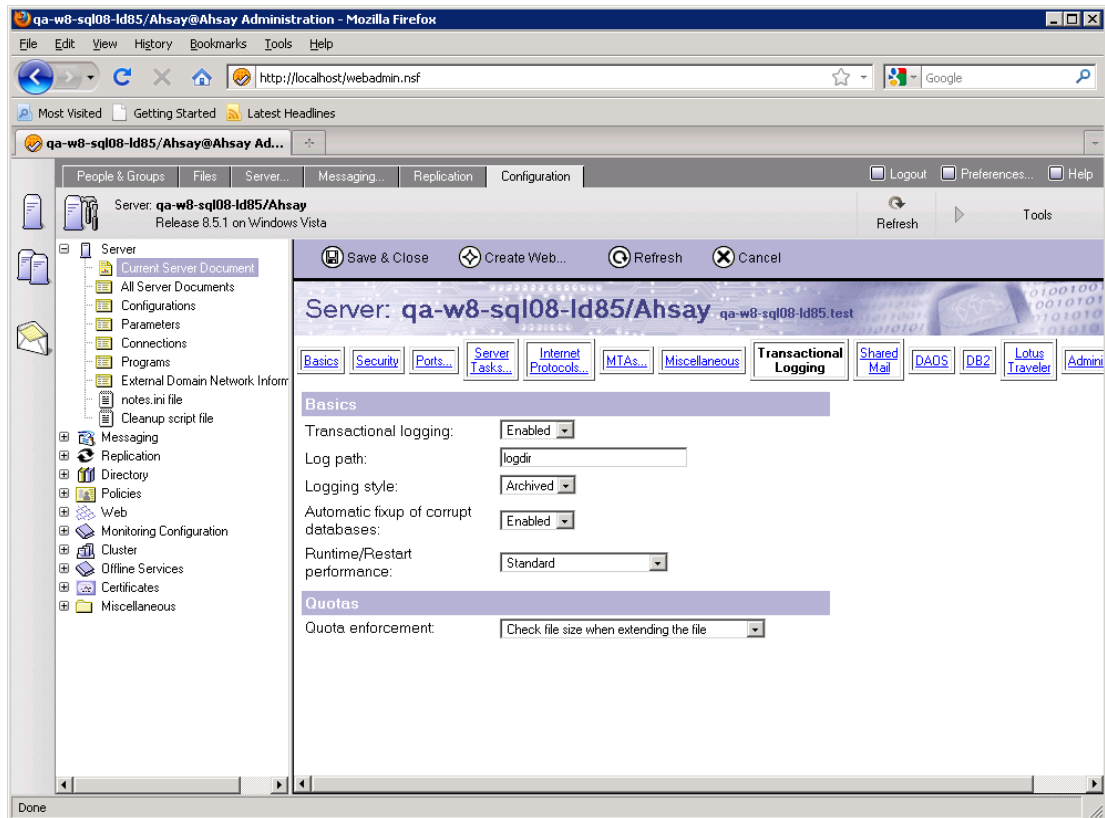 qa-w8-sql08-ld85/Ahsay@Ahsay Administration - Mozilla Firefox
File Edit View History Bookmarks Tools Help
http://localhost/webadmin.nsf
Google
Most Visited Getting Started Latest Headlines
qa-w8-sql08-ld85/Ahsay@Ahsay Ad...
People & Groups Files Server... Messaging... Replication Configuration Logout Preferences... Help
Server: qa-w8-sql08-ld85/Ahsay
Release 8.5.1 on Windows Vista
Refresh
Tools
Server
Current Server Document
All Server Documents
Configurations
Parameters
Connections
Programs
External Domain Network Inform
notes.ini file
Cleanup script file
Messaging
Replication
Directory
Policies
Web
Monitoring Configuration
Cluster
Offline Services
Certificates
Miscellaneous
Save & Close Create Web... Refresh Cancel
Server: qa-w8-sql08-ld85/Ahsay qa-w8-sql08-ld85.test
Basics Security Ports... Server Tasks... Internet Protocols... MTAs... Miscellaneous Transactional Logging Shared Mail DAOS DB2 Lotus Traveler Admini
Basics
Transactional logging: Enabled
Log path: logdir
Logging style: Archived
Automatic fixup of corrupt
databases: Enabled
Runtime/Restart
performance: Standard
Quotas
Quota enforcement: Check file size when extending the file
Done